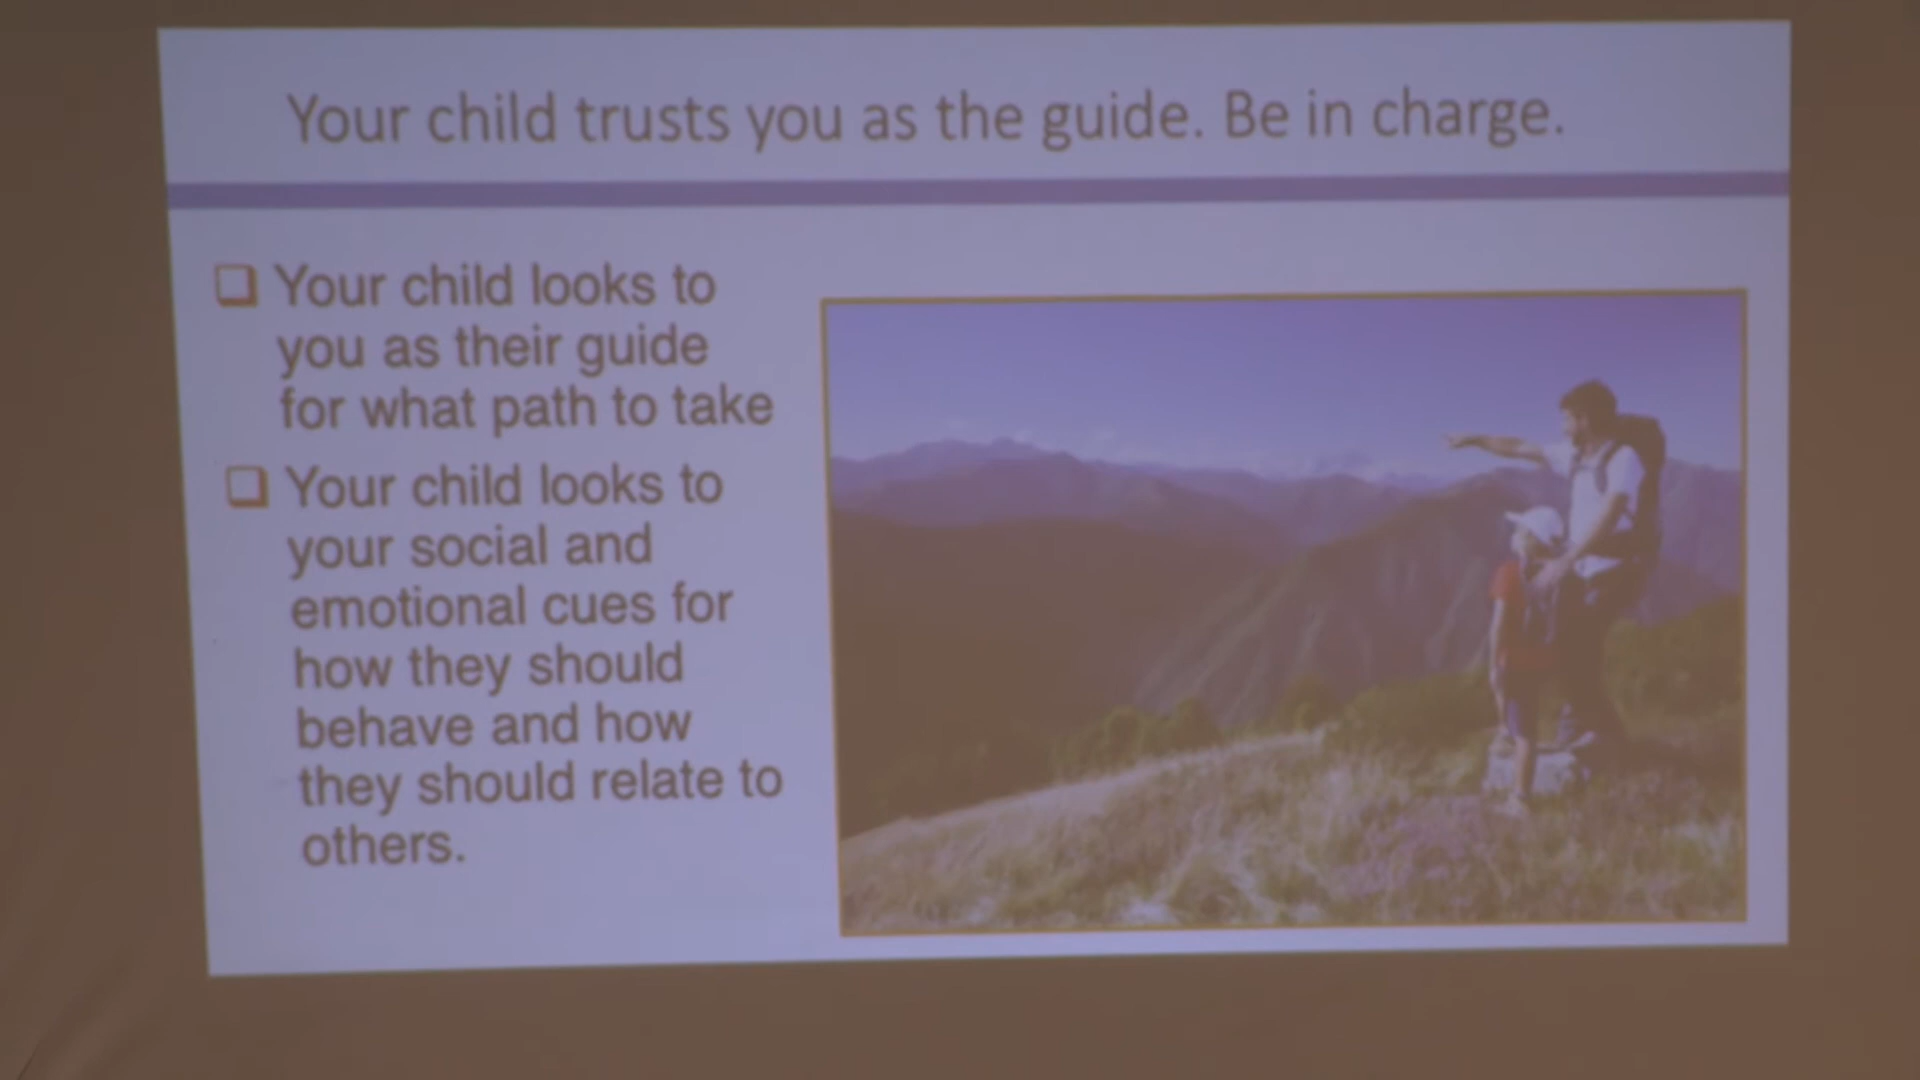 Your child trusts you as the guide. Be in charge.
Your child looks to
you as their guide
for what path to take
Your child looks to
your social and
emotional cues for
how they should
behave and how
they should relate to
others.